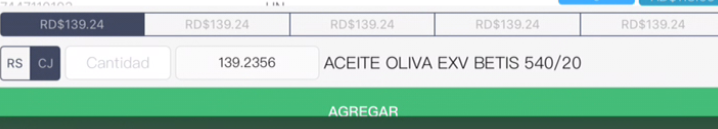 RD$139.24 RD$139.24 RD$139.24 RD$139.24 RD$139.24
RS CJ Cantidad 139.2356 ACEITE OLIVA EXV BETIS 540/20
AGREGAR